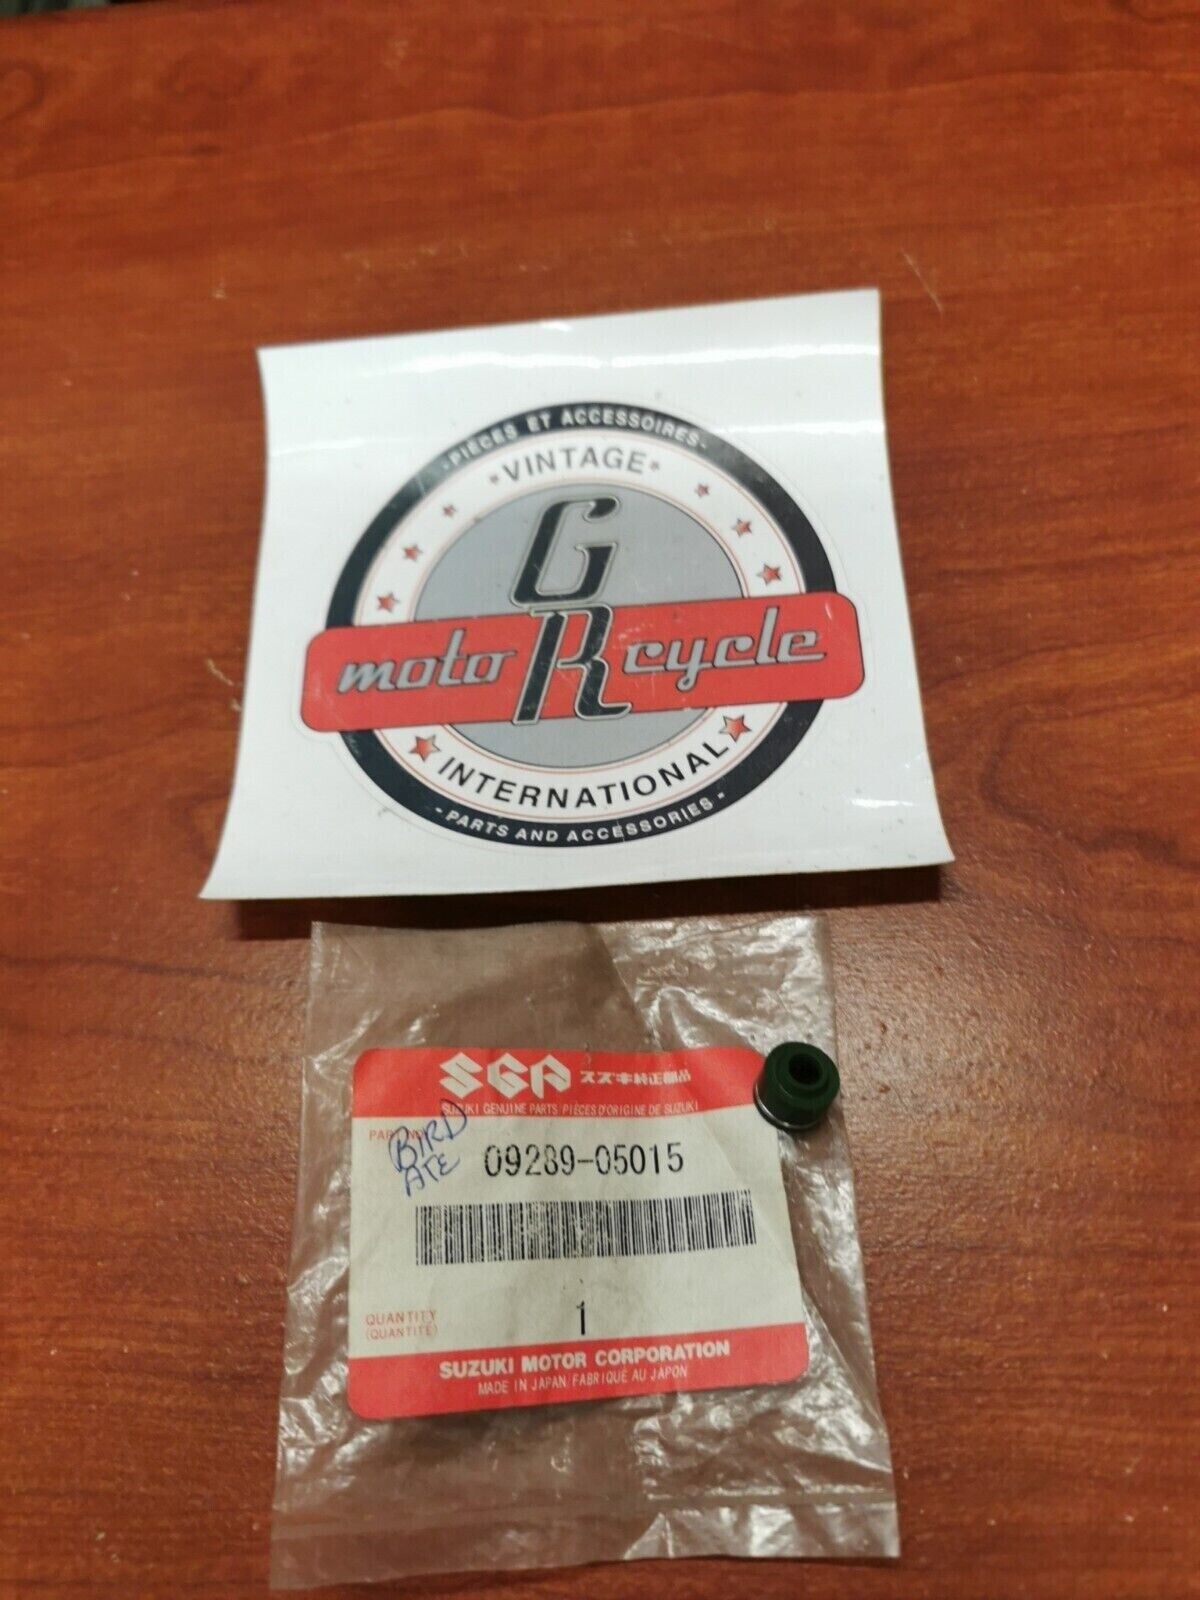 -PIÈCES ET ACCESSOIRES-
VINTAGE
G
moto R cycle
INTERNATIONAL
-PARTS AND ACCESSORIES-
SGP スズキ純正部品
SUZUKI GENUINE PARTS PIÈCES D'ORIGINE DE SUZUKI
PART NO.
BIRD
ATE
09289-05015
QUANTITY
(QUANTITÉ)
1
SUZUKI MOTOR CORPORATION
MADE IN JAPAN/FABRIQUÉ AU JAPON